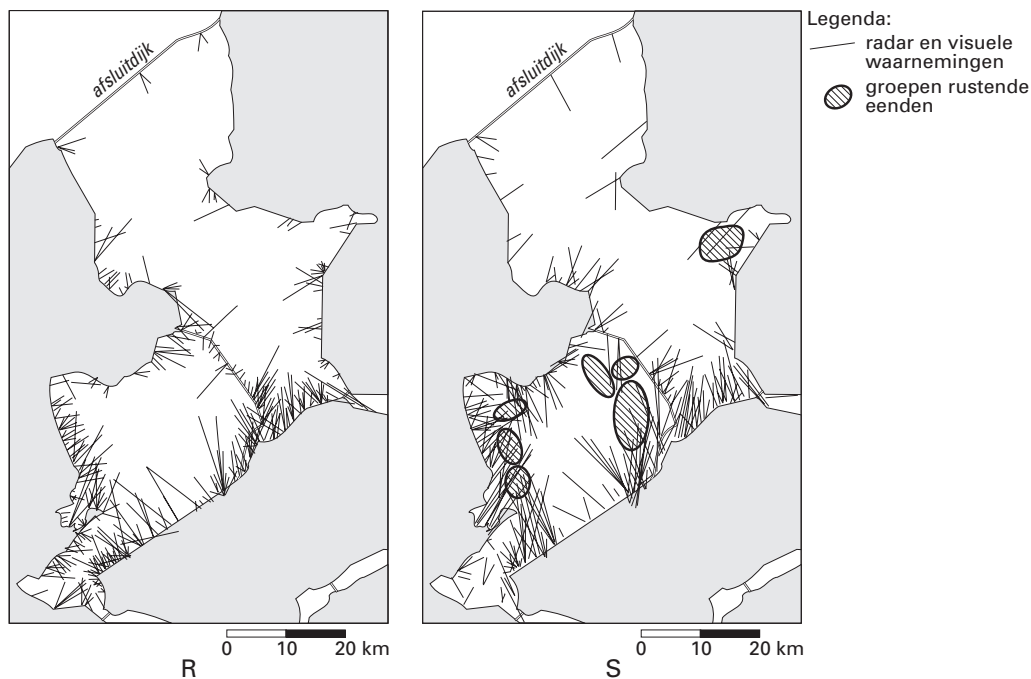 afsluitdijk
afsluitdijk
Legenda:
radar en visuele
waarnemingen
groepen rustende
eenden
0 10 20 km
R
0 10 20 km
S